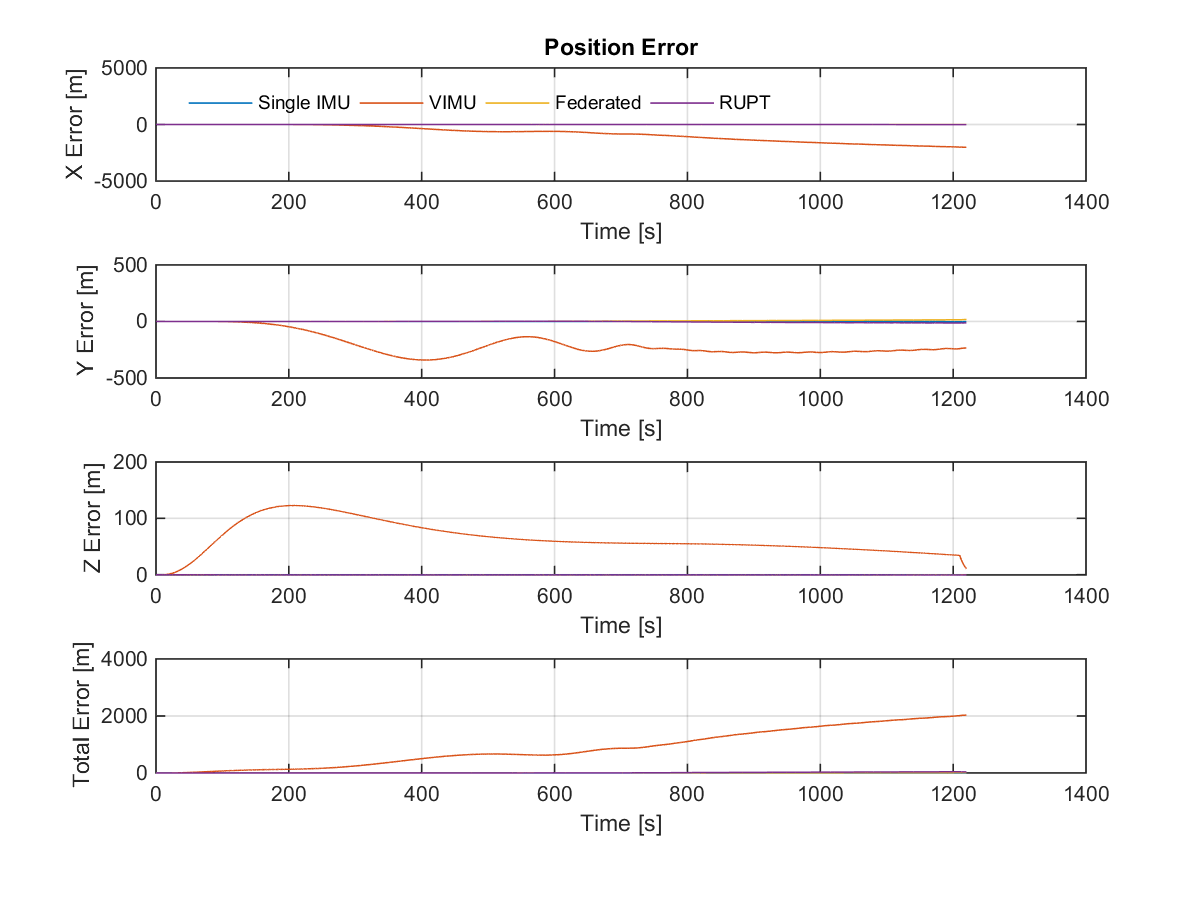 Position Error
X Error [m]
5000
0
-5000
Single IMU VIMU Federated RUPT
0 200 400 600 800 1000 1200 1400
Time [s]
Y Error [m]
500
0
-500
0 200 400 600 800 1000 1200 1400
Time [s]
Z Error [m]
200
100
0
0 200 400 600 800 1000 1200 1400
Time [s]
Total Error [m]
4000
2000
0
0 200 400 600 800 1000 1200 1400
Time [s]